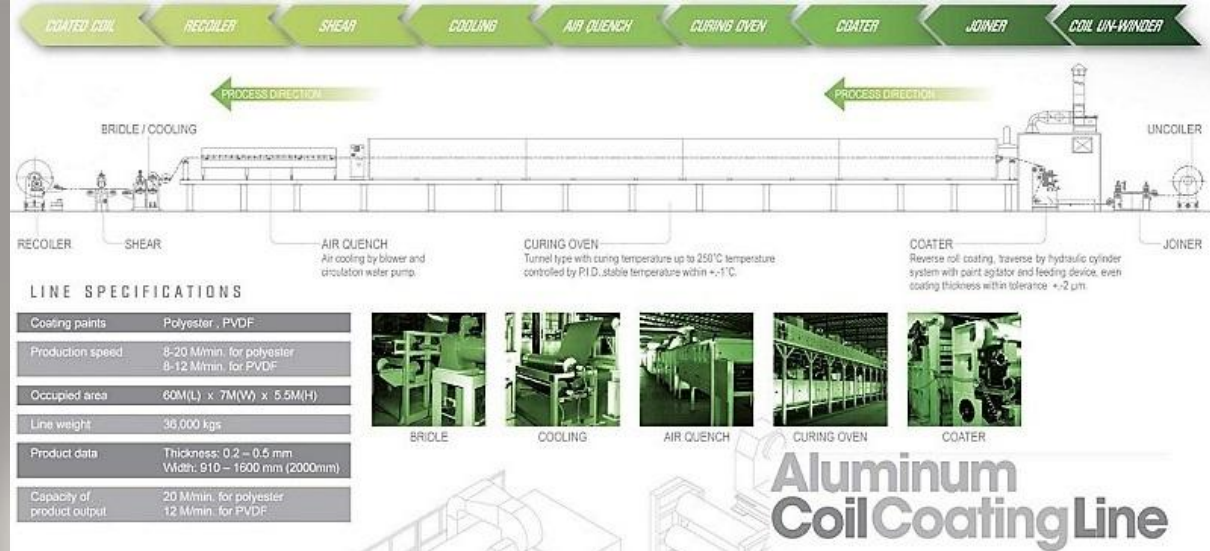 COATED COIL
RECOILER
SHEAR
COOLING
AIR QUENCH
CURING OVEN
COATER
JOINER
COIL UN-WINDER
PROCESS DIRECTION
PROCESS DIRECTION
BRIDLE / COOLING
UNCOILER
RECOILER
SHEAR
AIR QUENCH
Air cooling by blower and
circulation water pump.
CURING OVEN
Tunnel type with curing temperature up to 250°C temperature
controlled by P.I.D..stable temperature within +,-1°C.
COATER
Reverse roll coating, traverse by hydraulic cylinder
system with paint agitator and feeding device, even
coating thickness within tolerance +,-2 µm.
JOINER
LINE SPECIFICATIONS
Coating paints Polyester , PVDF
Production speed 8-20 M/min. for polyester
8-12 M/min. for PVDF
Occupied area 60M(L) x 7M(W) x 5.5M(H)
Line weight 36,000 kgs
Product data Thickness: 0.2 – 0.5 mm
Width: 910 – 1600 mm (2000mm)
Capacity of 20 M/min. for polyester
product output 12 M/min. for PVDF
BRIDLE
COOLING
AIR QUENCH
CURING OVEN
COATER
Aluminum
Coil Coating Line